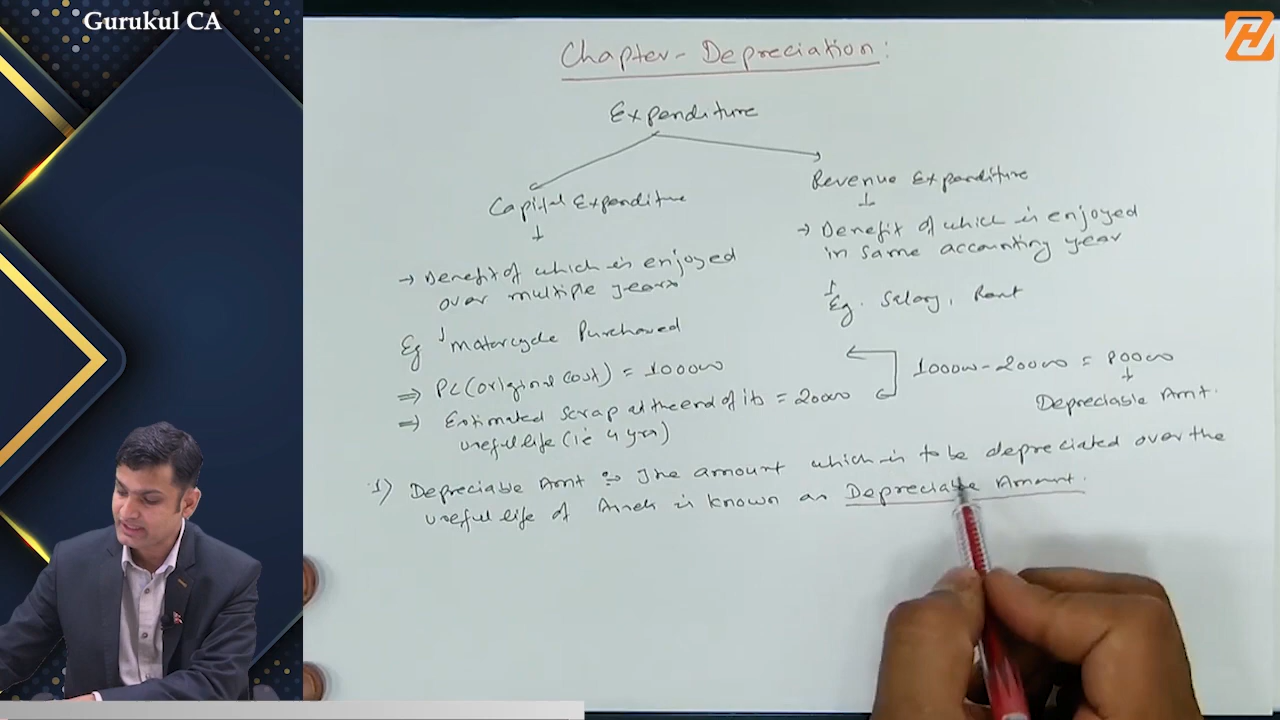 Gurukul CA
Chapter - Depreciation:
Expenditure
Capital Expenditure
→ Benefit of which is enjoyed
over multiple years
Eg Motorcycle Purchased
⇒ PC (original cost) = 100000
⇒ Estimated Scrap at the end of its = 20000
useful life (ie 4 yrs)
Revenue Expenditure
→ Benefit of which is enjoyed
in same accounting year
Eg. Salary, Rent
100000 - 20000 = 80000
Depreciable Amt.
1) Depreciable Amt :- The amount which is to be depreciated over the
useful life of Asset is known as Depreciable Amount.